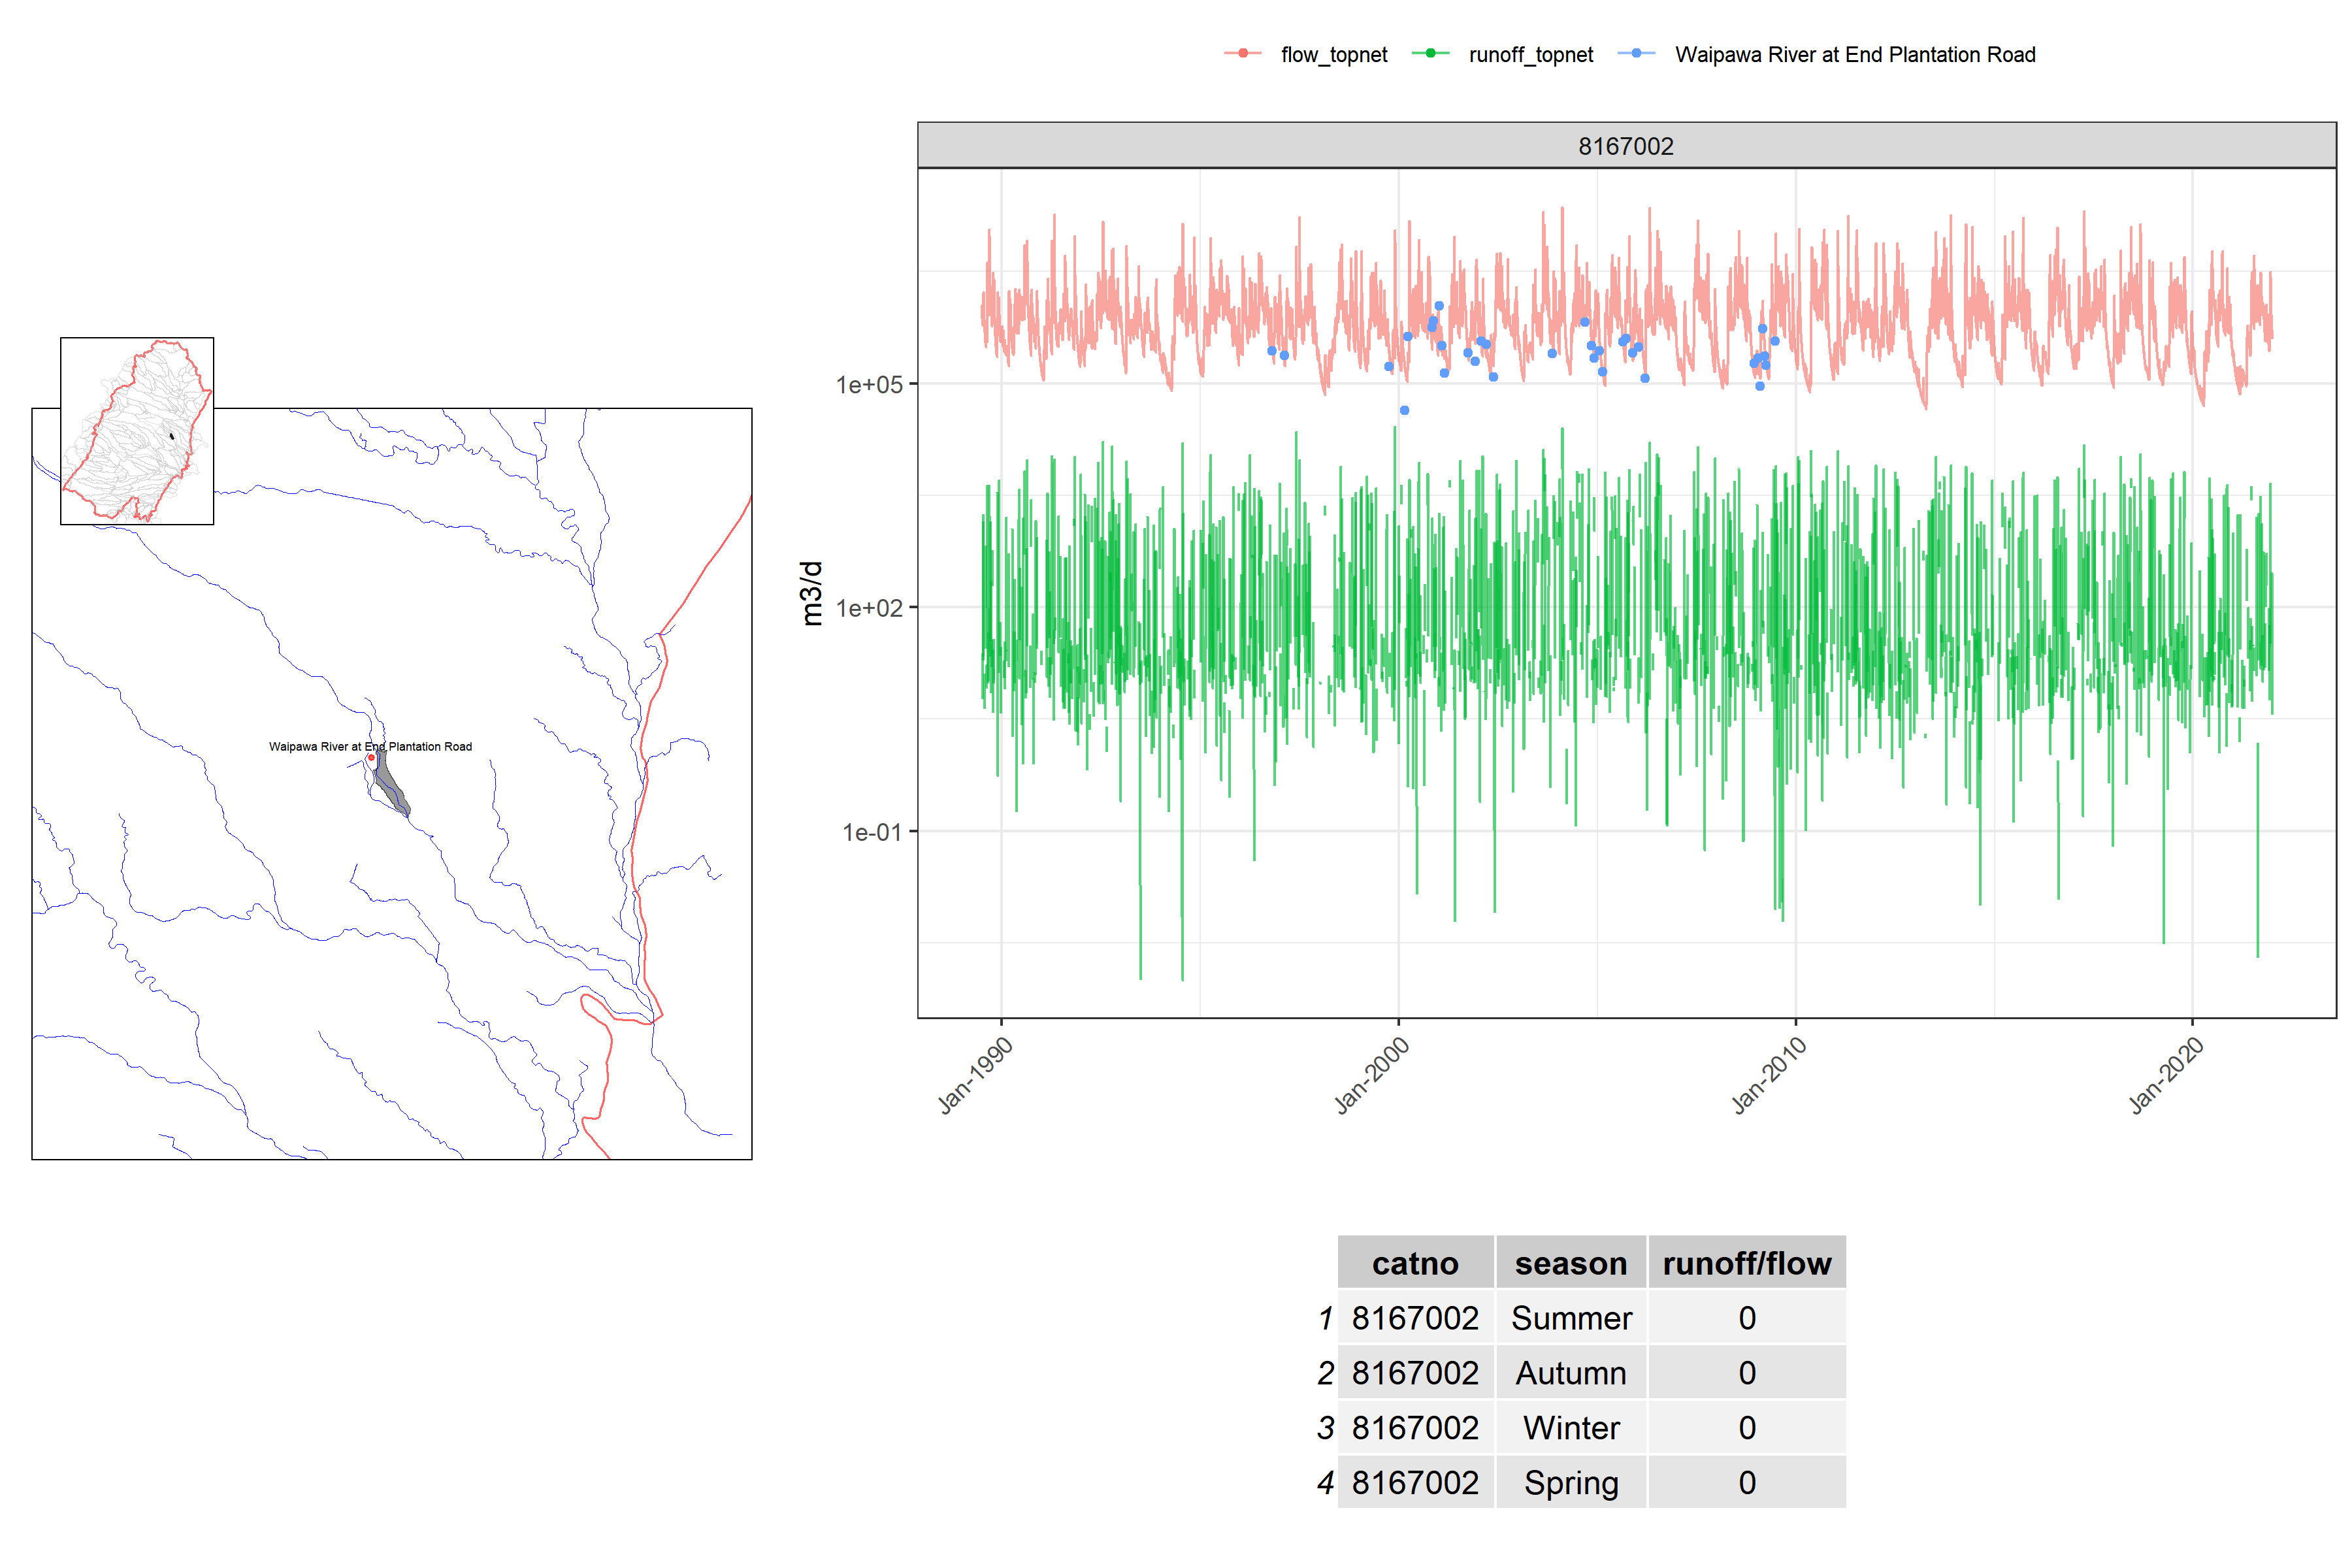 flow_topnet runoff_topnet Waipawa River at End Plantation Road
8167002
1e+05
1e+02
1e-01
m3/d
Jan-1990 Jan-2000 Jan-2010 Jan-2020
Waipawa River at End Plantation Road
catno season runoff/flow
1 8167002 Summer 0
2 8167002 Autumn 0
3 8167002 Winter 0
4 8167002 Spring 0